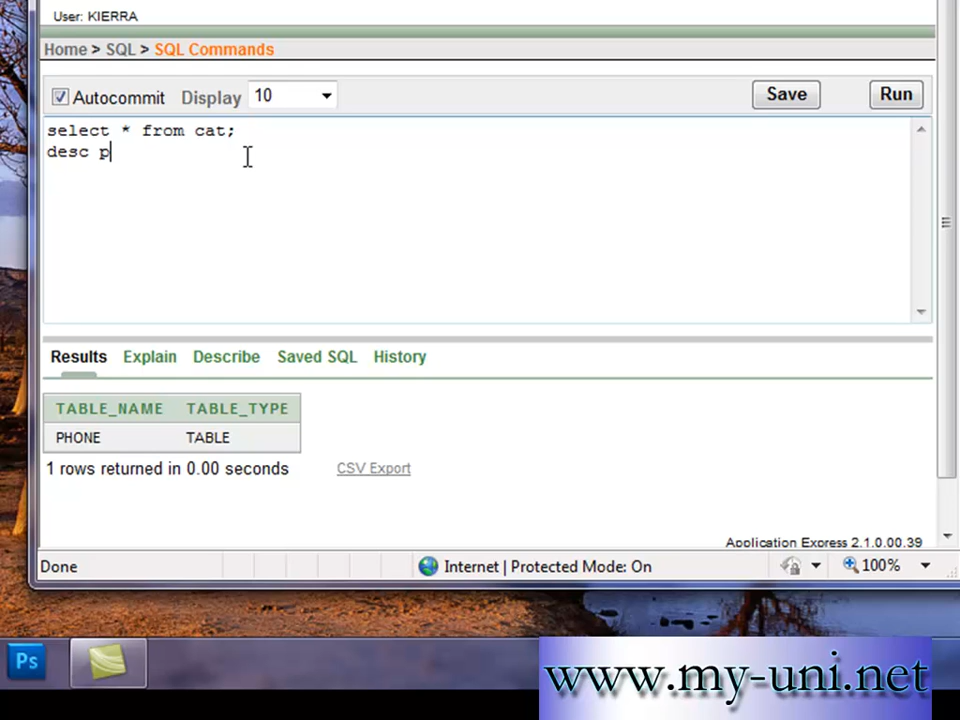 User: KIERRA
Home > SQL > SQL Commands
Autocommit Display 10 Save Run
select * from cat;
desc p
Results Explain Describe Saved SQL History
TABLE_NAME TABLE_TYPE
PHONE TABLE
1 rows returned in 0.00 seconds CSV Export
Application Express 2.1.0.00.39
Done Internet | Protected Mode: On 100%
Ps
www.my-uni.net